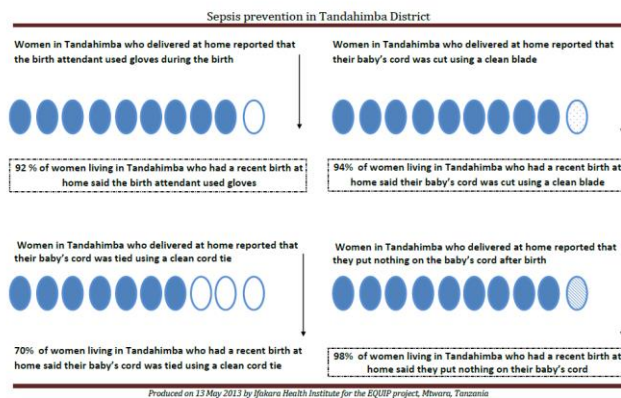 Sepsis prevention in Tandahimba District
Women in Tandahimba who delivered at home reported that
the birth attendant used gloves during the birth
92 % of women living in Tandahimba who had a recent birth at
home said the birth attendant used gloves
Women in Tandahimba who delivered at home reported that
their baby's cord was cut using a clean blade
94% of women living in Tandahimba who had a recent birth at
home said their baby's cord was cut using a clean blade
Women in Tandahimba who delivered at home reported that
their baby's cord was tied using a clean cord tie
70% of women living in Tandahimba who had a recent birth at
home said their baby's cord was tied using a clean cord tie
Women in Tandahimba who delivered at home reported that
they put nothing on the baby's cord after birth
98% of women living in Tandahimba who had a recent birth at
home said they put nothing on their baby's cord
Produced on 13 May 2013 by Ifakara Health Institute for the EQUIP project, Mtwara, Tanzania